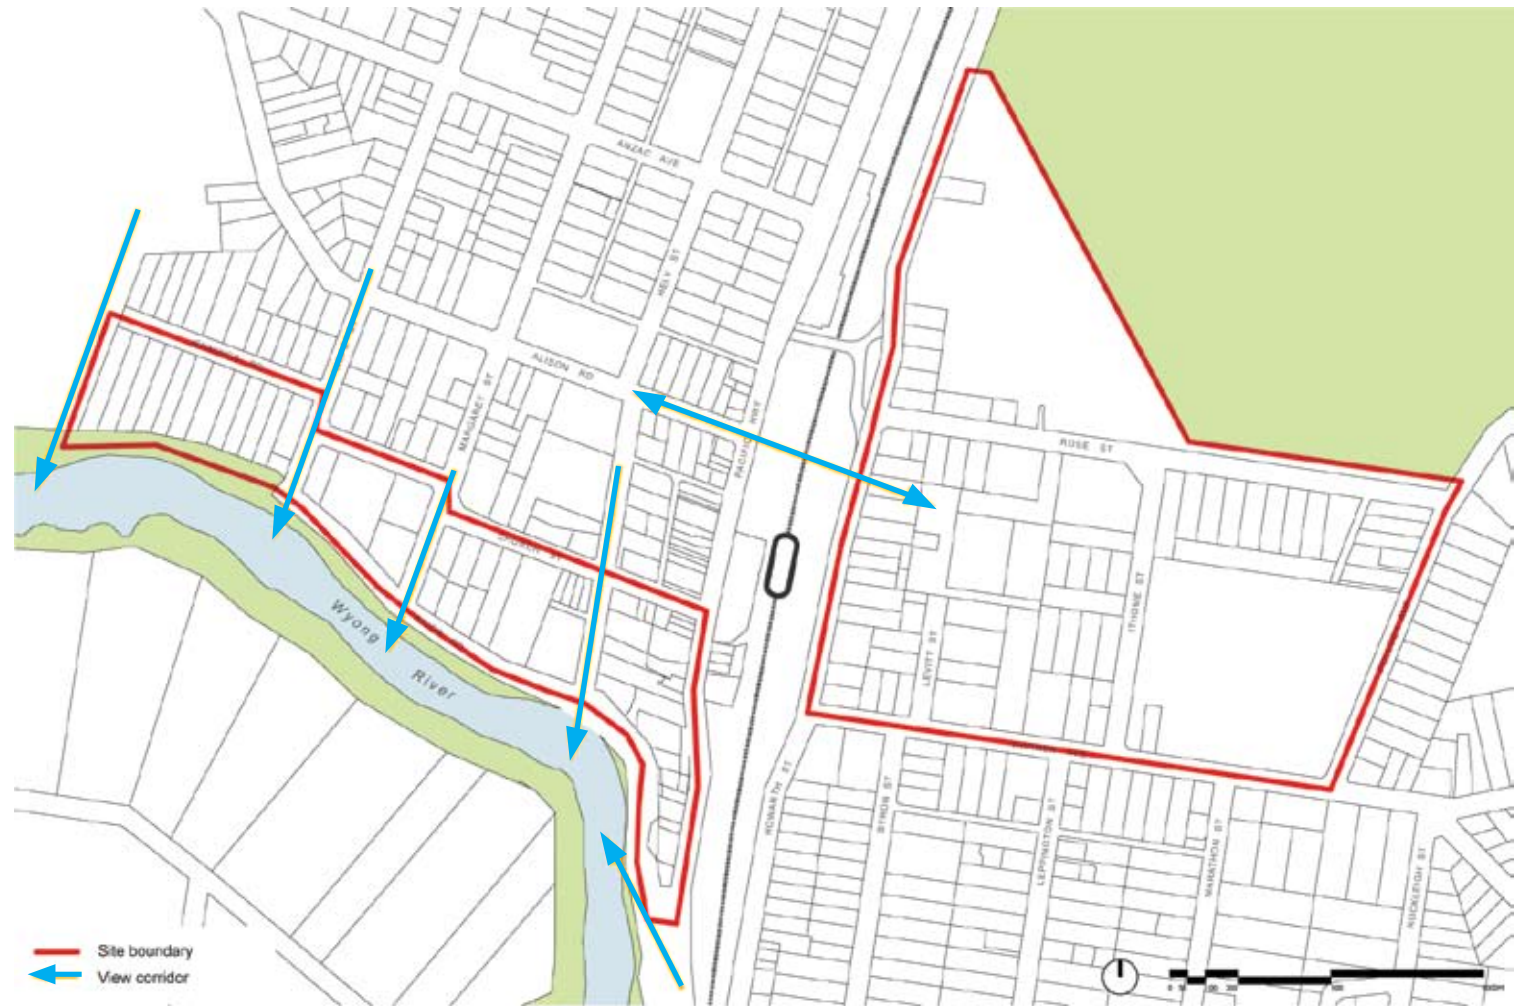 ANZAC AVE
HELY ST
ALISON RD
MARGARET ST
PACIFIC HWY
ROSE ST
CHURCH ST
ITHOME ST
LEVITT ST
Wyong
River
HOWARTH ST
BYRON ST
LEPPINGTON ST
MARATHON ST
Site boundary
View corridor